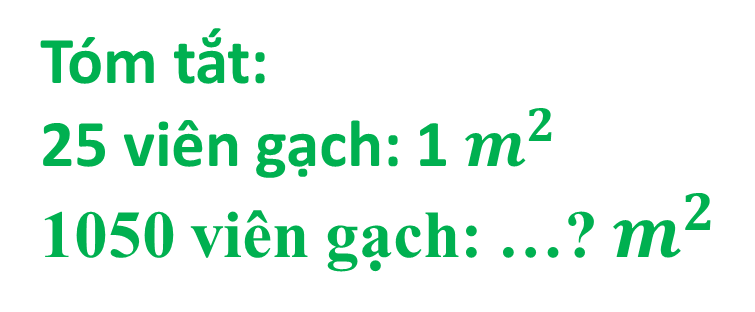 Tóm tắt:
25 viên gạch: 1 m²
1050 viên gạch: ...? m²